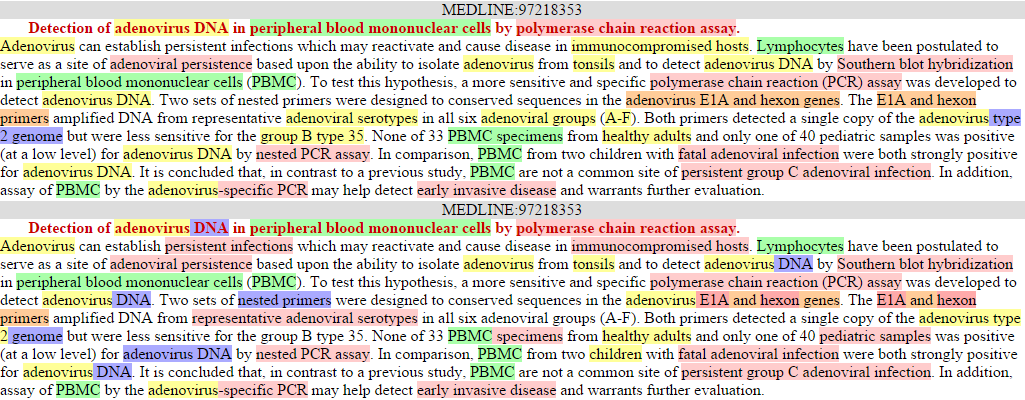 MEDLINE:97218353
Detection of adenovirus DNA in peripheral blood mononuclear cells by polymerase chain reaction assay.
Adenovirus can establish persistent infections which may reactivate and cause disease in immunocompromised hosts. Lymphocytes have been postulated to
serve as a site of adenoviral persistence based upon the ability to isolate adenovirus from tonsils and to detect adenovirus DNA by Southern blot hybridization
in peripheral blood mononuclear cells (PBMC). To test this hypothesis, a more sensitive and specific polymerase chain reaction (PCR) assay was developed to
detect adenovirus DNA. Two sets of nested primers were designed to conserved sequences in the adenovirus E1A and hexon genes. The E1A and hexon
primers amplified DNA from representative adenoviral serotypes in all six adenoviral groups (A-F). Both primers detected a single copy of the adenovirus type
2 genome but were less sensitive for the group B type 35. None of 33 PBMC specimens from healthy adults and only one of 40 pediatric samples was positive
(at a low level) for adenovirus DNA by nested PCR assay. In comparison, PBMC from two children with fatal adenoviral infection were both strongly positive
for adenovirus DNA. It is concluded that, in contrast to a previous study, PBMC are not a common site of persistent group C adenoviral infection. In addition,
assay of PBMC by the adenovirus-specific PCR may help detect early invasive disease and warrants further evaluation.
MEDLINE:97218353
Detection of adenovirus DNA in peripheral blood mononuclear cells by polymerase chain reaction assay.
Adenovirus can establish persistent infections which may reactivate and cause disease in immunocompromised hosts. Lymphocytes have been postulated to
serve as a site of adenoviral persistence based upon the ability to isolate adenovirus from tonsils and to detect adenovirus DNA by Southern blot hybridization
in peripheral blood mononuclear cells (PBMC). To test this hypothesis, a more sensitive and specific polymerase chain reaction (PCR) assay was developed to
detect adenovirus DNA. Two sets of nested primers were designed to conserved sequences in the adenovirus E1A and hexon genes. The E1A and hexon
primers amplified DNA from representative adenoviral serotypes in all six adenoviral groups (A-F). Both primers detected a single copy of the adenovirus type
2 genome but were less sensitive for the group B type 35. None of 33 PBMC specimens from healthy adults and only one of 40 pediatric samples was positive
(at a low level) for adenovirus DNA by nested PCR assay. In comparison, PBMC from two children with fatal adenoviral infection were both strongly positive
for adenovirus DNA. It is concluded that, in contrast to a previous study, PBMC are not a common site of persistent group C adenoviral infection. In addition,
assay of PBMC by the adenovirus-specific PCR may help detect early invasive disease and warrants further evaluation.